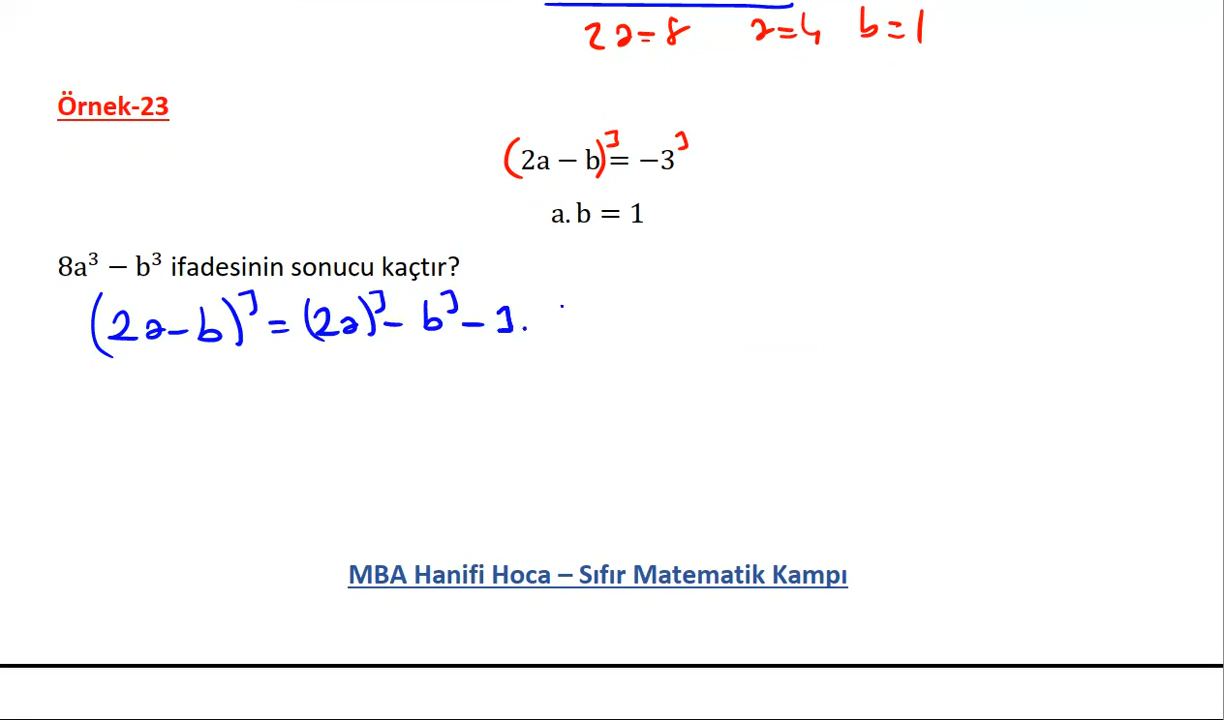 2a=8 a=4 b=1
Örnek-23
(2a − b)³ = −3³
a. b = 1
8a³ − b³ ifadesinin sonucu kaçtır?
(2a-b)³ = (2a)³ - b³ - 3.
MBA Hanifi Hoca – Sıfır Matematik Kampı